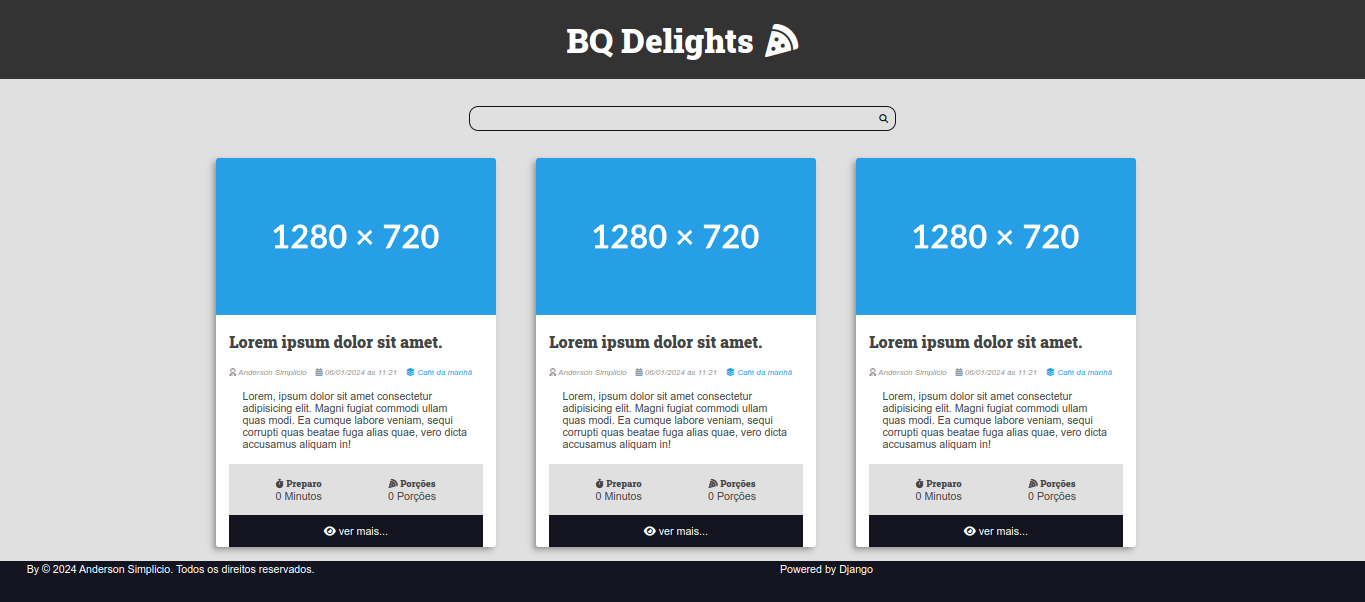 BQ Delights
1280 × 720
Lorem ipsum dolor sit amet.
Anderson Simplicio 06/01/2024 às 11:21 Café da manhã
Lorem, ipsum dolor sit amet consectetur
adipisicing elit. Magni fugiat commodi ullam
quas modi. Ea cumque labore veniam, sequi
corrupti quas beatae fuga alias quae, vero dicta
accusamus aliquam in!
Preparo Porções
0 Minutos 0 Porções
ver mais...
1280 × 720
Lorem ipsum dolor sit amet.
Anderson Simplicio 06/01/2024 às 11:21 Café da manhã
Lorem, ipsum dolor sit amet consectetur
adipisicing elit. Magni fugiat commodi ullam
quas modi. Ea cumque labore veniam, sequi
corrupti quas beatae fuga alias quae, vero dicta
accusamus aliquam in!
Preparo Porções
0 Minutos 0 Porções
ver mais...
1280 × 720
Lorem ipsum dolor sit amet.
Anderson Simplicio 06/01/2024 às 11:21 Café da manhã
Lorem, ipsum dolor sit amet consectetur
adipisicing elit. Magni fugiat commodi ullam
quas modi. Ea cumque labore veniam, sequi
corrupti quas beatae fuga alias quae, vero dicta
accusamus aliquam in!
Preparo Porções
0 Minutos 0 Porções
ver mais...
By © 2024 Anderson Simplicio. Todos os direitos reservados.
Powered by Django